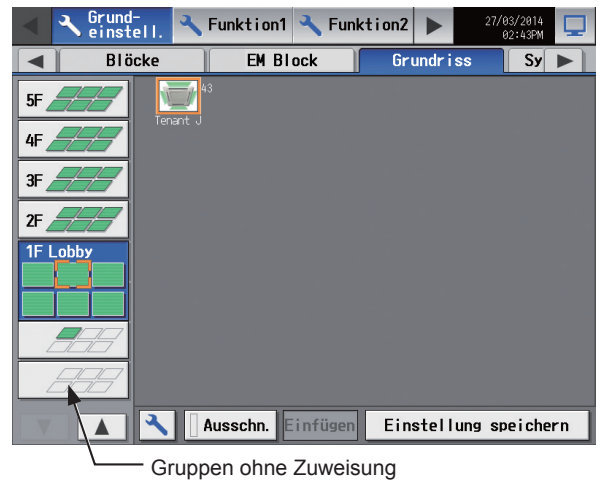 Grund-
einstell.
Funktion1
Funktion2
27/03/2014
02:43PM
Blöcke
EM Block
Grundriss
Sy
5F
4F
3F
2F
1F Lobby
43
Tenant J
Ausschn.
Einfügen
Einstellung speichern
Gruppen ohne Zuweisung